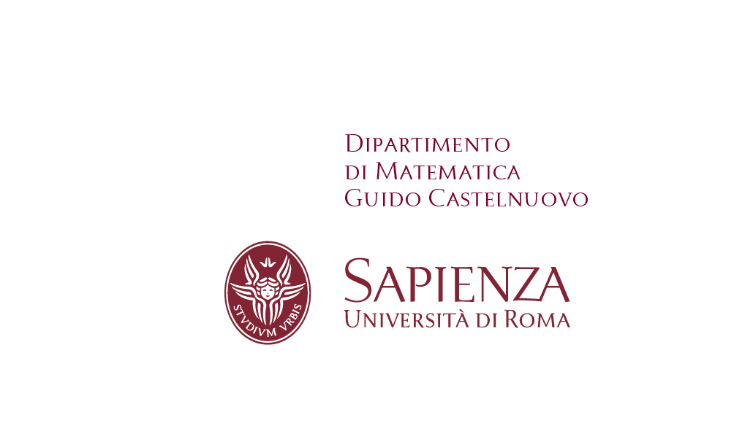 Dipartimento
di Matematica
Guido Castelnuovo
Sapienza
Università di Roma
STVDIVM VRBIS